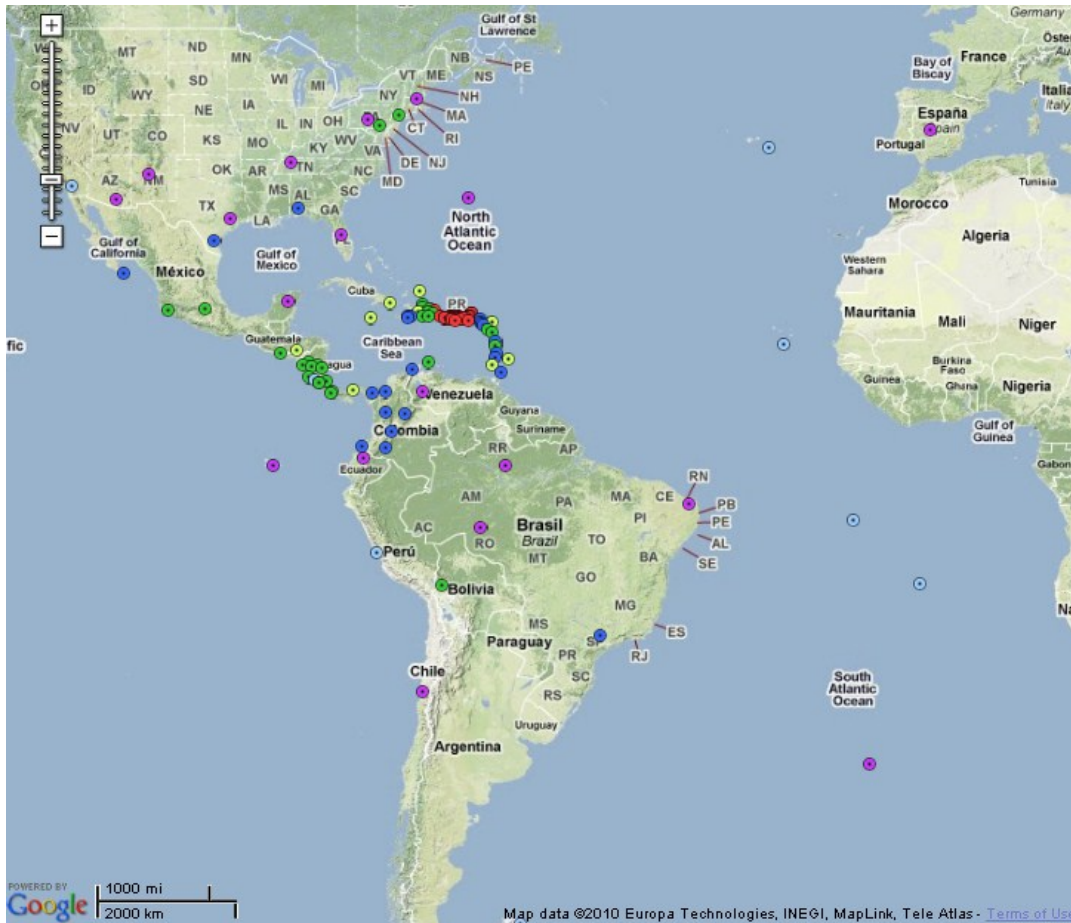 Gulf of St
Lawrence
Germany
Öster
Au
France
Bay of
Biscay
Italia
Italy
España
Spain
Portugal
Tunisia
Morocco
Algeria
Western
Sahara
Mauritania
Mali
Niger
Burkina
Faso
Guinea
Ghana
Nigeria
Gulf of
Guinea
Gabon
Na
MT
ND
MN
NB
PE
ME
NS
VT
NH
ID
SD
WI
MI
NY
MA
WY
IA
CT
RI
NE
IL
IN
OH
PA
NJ
NV
UT
CO
KS
MO
KY
WV
VA
DE
MD
AZ
NM
OK
AR
TN
NC
SC
MS
AL
GA
TX
LA
FL
North
Atlantic
Ocean
Gulf of
California
México
Gulf of
Mexico
Cuba
PR
Guatemala
agua
Caribbean
Sea
fic
Venezuela
Guyana
Suriname
Colombia
Ecuador
RR
AP
AM
PA
MA
CE
RN
PB
PE
AL
SE
PI
AC
RO
Brasil
Brazil
TO
MT
BA
Perú
Bolivia
GO
MG
ES
RJ
MS
SP
Paraguay
PR
SC
RS
Chile
Uruguay
Argentina
South
Atlantic
Ocean
POWERED BY
Google
1000 mi
2000 km
Map data ©2010 Europa Technologies, INEGI, MapLink, Tele Atlas - Terms of Use